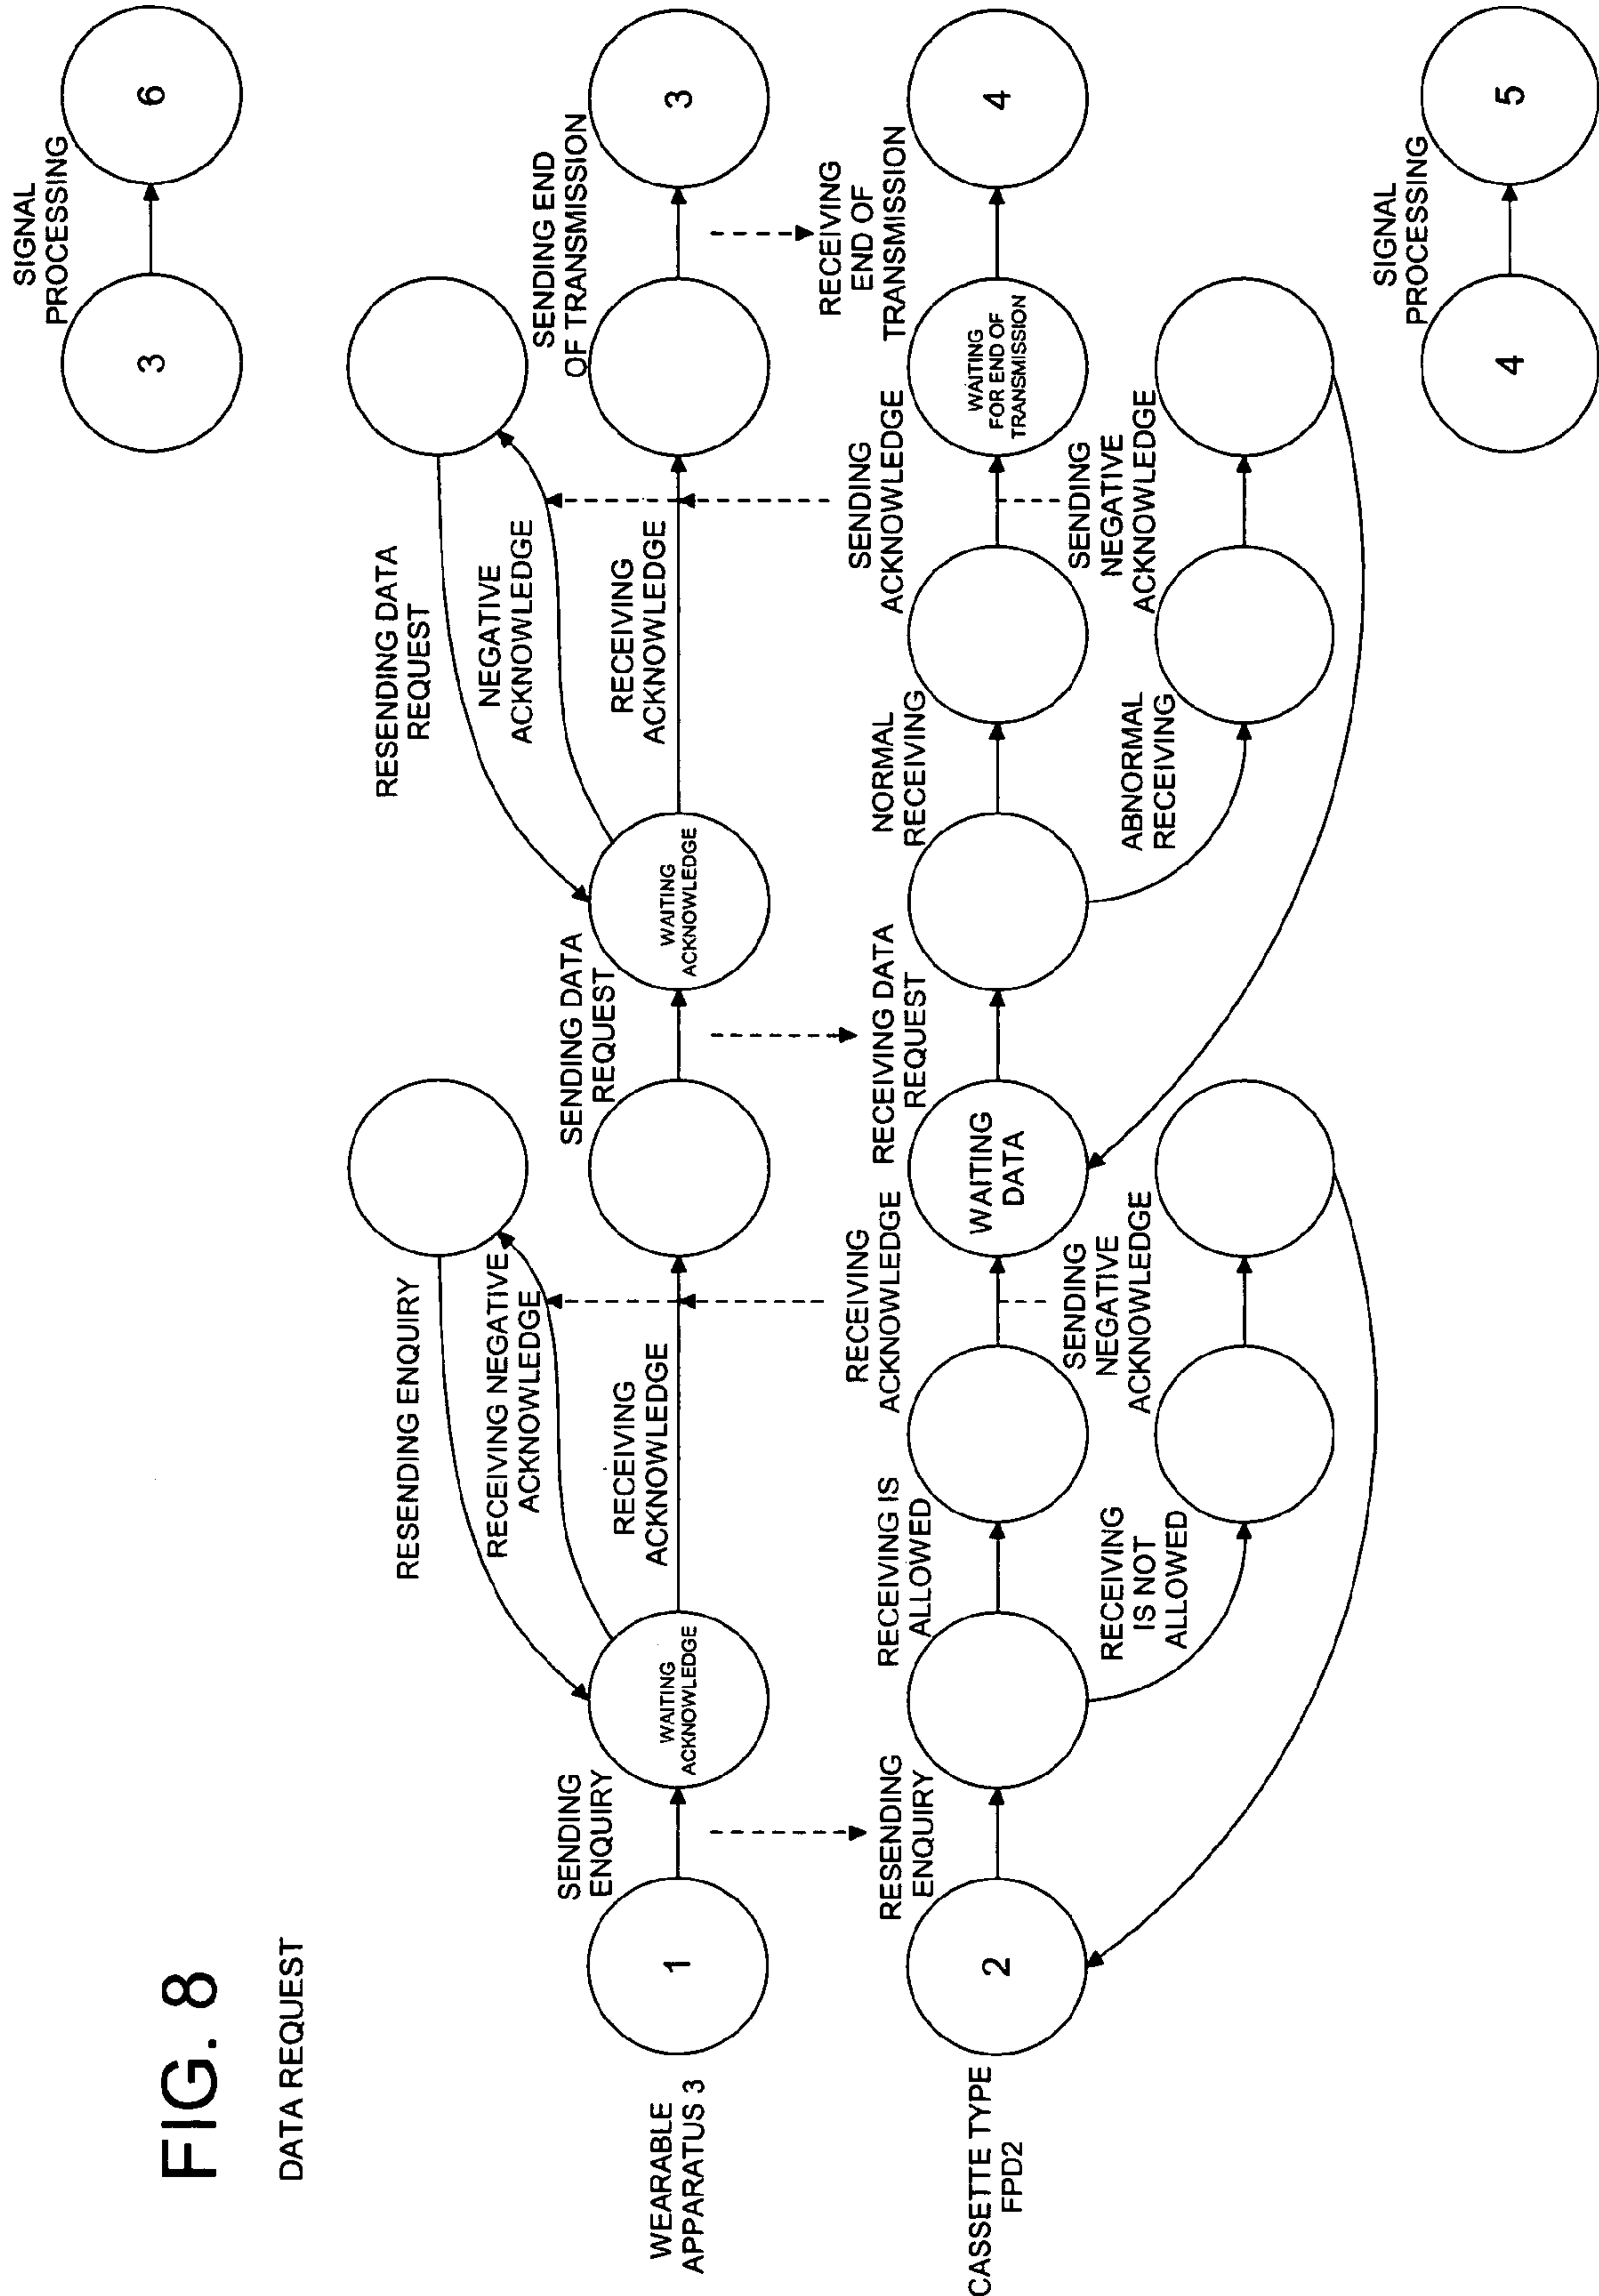 FIG. 8
DATA REQUEST
SIGNAL
PROCESSING
3
6
RESENDING ENQUIRY
RECEIVING NEGATIVE
ACKNOWLEDGE
RESENDING DATA
REQUEST
NEGATIVE
ACKNOWLEDGE
WEARABLE
APPARATUS 3
1
SENDING
ENQUIRY
WAITING
ACKNOWLEDGE
RECEIVING
ACKNOWLEDGE
SENDING DATA
REQUEST
WAITING
ACKNOWLEDGE
RECEIVING
ACKNOWLEDGE
SENDING END
OF TRANSMISSION
3
CASSETTE TYPE
FPD2
2
RESENDING
ENQUIRY
RECEIVING IS
ALLOWED
RECEIVING
ACKNOWLEDGE
WAITING
DATA
RECEIVING DATA
REQUEST
NORMAL
RECEIVING
SENDING
ACKNOWLEDGE
WAITING
FOR END OF
TRANSMISSION
RECEIVING
END OF
TRANSMISSION
4
RECEIVING
IS NOT
ALLOWED
SENDING
NEGATIVE
ACKNOWLEDGE
ABNORMAL
RECEIVING
SENDING
NEGATIVE
ACKNOWLEDGE
SIGNAL
PROCESSING
4
5